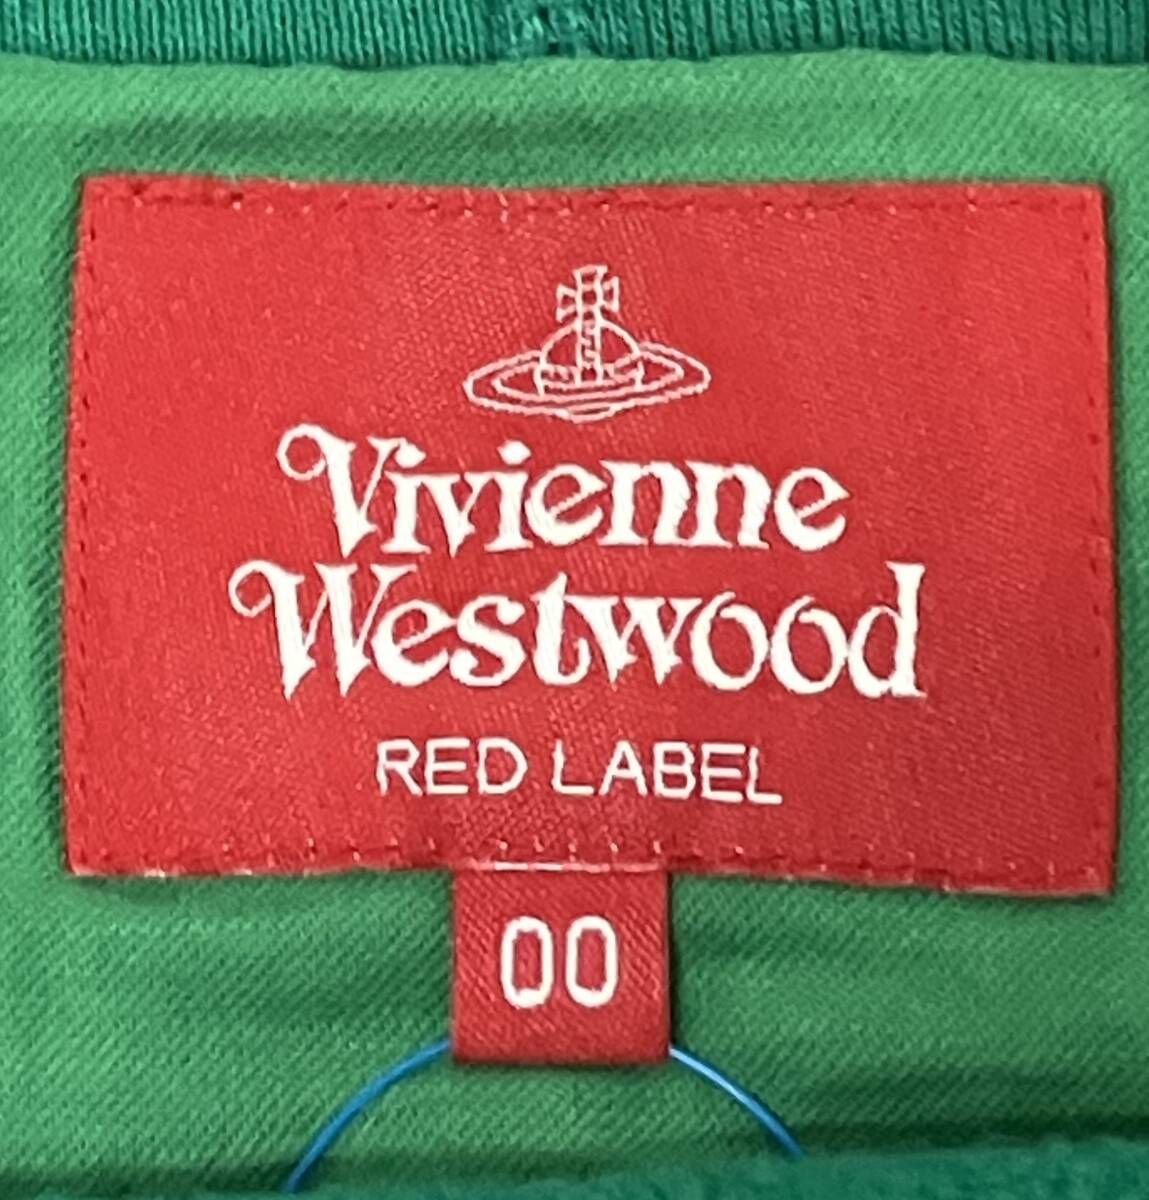 Vivienne
Westwood
RED LABEL
00